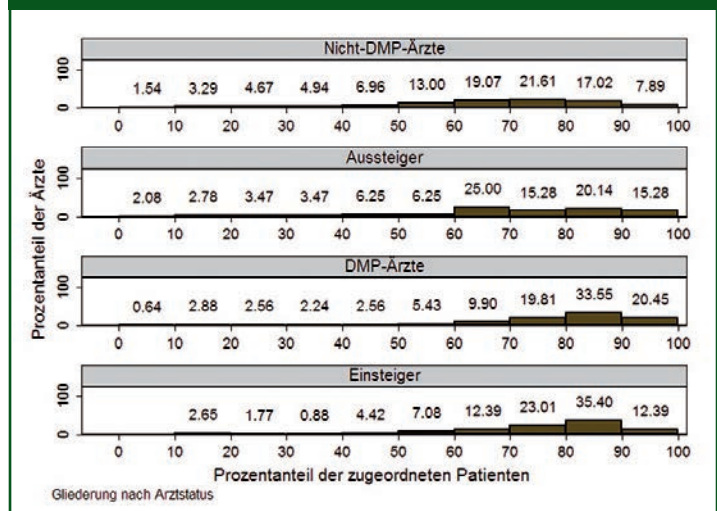 Nicht-DMP-Ärzte
100
1.54 3.29 4.67 4.94 6.96 13.00 19.07 21.61 17.02 7.89
0
0 10 20 30 40 50 60 70 80 90 100
Aussteiger
100
2.08 2.78 3.47 3.47 6.25 6.25 25.00 15.28 20.14 15.28
0
0 10 20 30 40 50 60 70 80 90 100
Prozentanteil der Ärzte
DMP-Ärzte
100
0.64 2.88 2.56 2.24 2.56 5.43 9.90 19.81 33.55 20.45
0
0 10 20 30 40 50 60 70 80 90 100
Einsteiger
100
2.65 1.77 0.88 4.42 7.08 12.39 23.01 35.40 12.39
0
0 10 20 30 40 50 60 70 80 90 100
Prozentanteil der zugeordneten Patienten
Gliederung nach Arztstatus